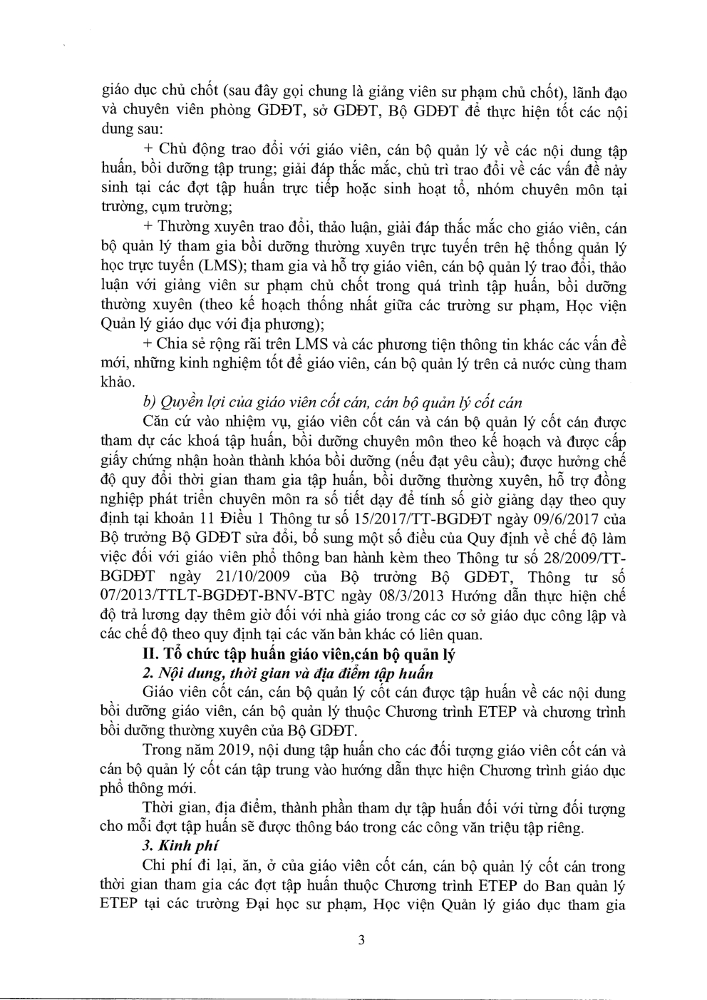 giáo dục chủ chốt (sau đây gọi chung là giảng viên sư phạm chủ chốt), lãnh đạo
và chuyên viên phòng GDĐT, sở GDĐT, Bộ GDĐT để thực hiện tốt các nội
dung sau:
+ Chủ động trao đổi với giáo viên, cán bộ quản lý về các nội dung tập
huấn, bồi dưỡng tập trung; giải đáp thắc mắc, chủ trì trao đổi về các vấn đề nảy
sinh tại các đợt tập huấn trực tiếp hoặc sinh hoạt tổ, nhóm chuyên môn tại
trường, cụm trường;
+ Thường xuyên trao đổi, thảo luận, giải đáp thắc mắc cho giáo viên, cán
bộ quản lý tham gia bồi dưỡng thường xuyên trực tuyến trên hệ thống quản lý
học trực tuyến (LMS); tham gia và hỗ trợ giáo viên, cán bộ quản lý trao đổi, thảo
luận với giảng viên sư phạm chủ chốt trong quá trình tập huấn, bồi dưỡng
thường xuyên (theo kế hoạch thống nhất giữa các trường sư phạm, Học viện
Quản lý giáo dục với địa phương);
+ Chia sẻ rộng rãi trên LMS và các phương tiện thông tin khác các vấn đề
mới, những kinh nghiệm tốt để giáo viên, cán bộ quản lý trên cả nước cùng tham
khảo.
b) Quyền lợi của giáo viên cốt cán, cán bộ quản lý cốt cán
Căn cứ vào nhiệm vụ, giáo viên cốt cán và cán bộ quản lý cốt cán được
tham dự các khoá tập huấn, bồi dưỡng chuyên môn theo kế hoạch và được cấp
giấy chứng nhận hoàn thành khóa bồi dưỡng (nếu đạt yêu cầu); được hưởng chế
độ quy đổi thời gian tham gia tập huấn, bồi dưỡng thường xuyên, hỗ trợ đồng
nghiệp phát triển chuyên môn ra số tiết dạy để tính số giờ giảng dạy theo quy
định tại khoản 11 Điều 1 Thông tư số 15/2017/TT-BGDĐT ngày 09/6/2017 của
Bộ trưởng Bộ GDĐT sửa đổi, bổ sung một số điều của Quy định về chế độ làm
việc đối với giáo viên phổ thông ban hành kèm theo Thông tư số 28/2009/TT-
BGDĐT ngày 21/10/2009 của Bộ trưởng Bộ GDĐT, Thông tư số
07/2013/TTLT-BGDĐT-BNV-BTC ngày 08/3/2013 Hướng dẫn thực hiện chế
độ trả lương dạy thêm giờ đối với nhà giáo trong các cơ sở giáo dục công lập và
các chế độ theo quy định tại các văn bản khác có liên quan.
II. Tổ chức tập huấn giáo viên,cán bộ quản lý
2. Nội dung, thời gian và địa điểm tập huấn
Giáo viên cốt cán, cán bộ quản lý cốt cán được tập huấn về các nội dung
bồi dưỡng giáo viên, cán bộ quản lý thuộc Chương trình ETEP và chương trình
bồi dưỡng thường xuyên của Bộ GDĐT.
Trong năm 2019, nội dung tập huấn cho các đối tượng giáo viên cốt cán và
cán bộ quản lý cốt cán tập trung vào hướng dẫn thực hiện Chương trình giáo dục
phổ thông mới.
Thời gian, địa điểm, thành phần tham dự tập huấn đối với từng đối tượng
cho mỗi đợt tập huấn sẽ được thông báo trong các công văn triệu tập riêng.
3. Kinh phí
Chi phí đi lại, ăn, ở của giáo viên cốt cán, cán bộ quản lý cốt cán trong
thời gian tham gia các đợt tập huấn thuộc Chương trình ETEP do Ban quản lý
ETEP tại các trường Đại học sư phạm, Học viện Quản lý giáo dục tham gia
3